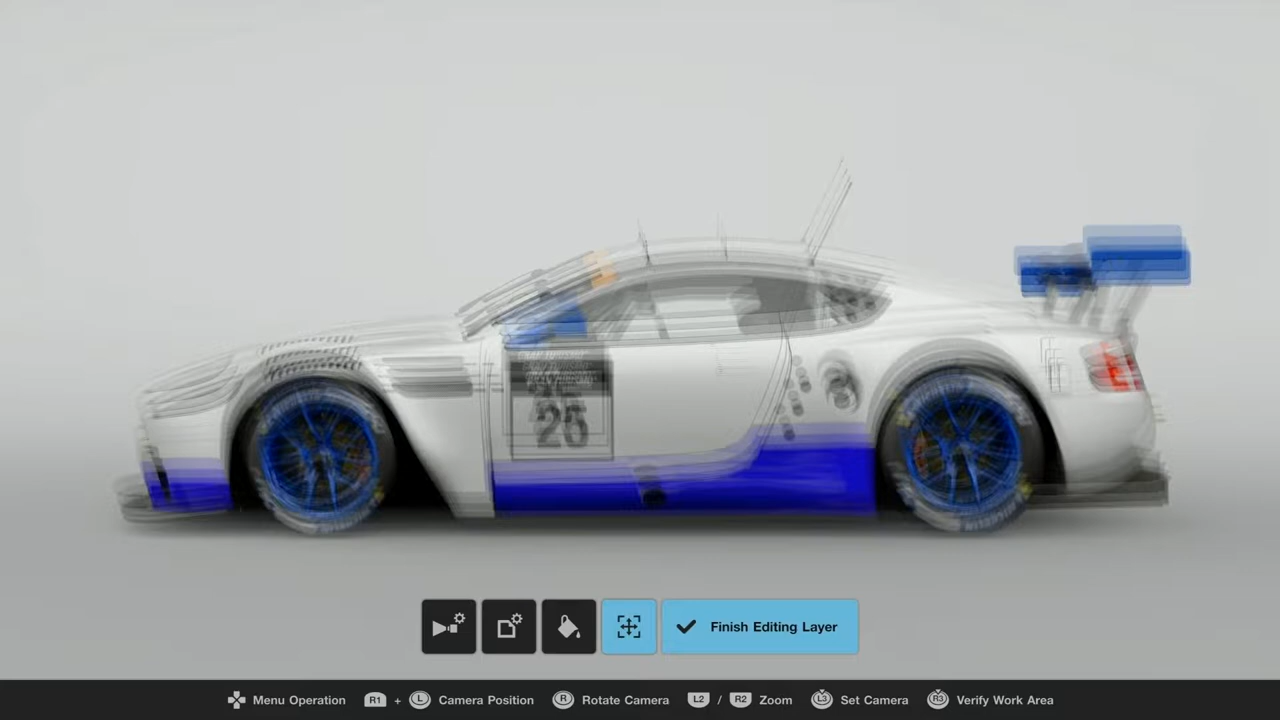 25
Finish Editing Layer
Menu Operation R1 + L Camera Position R Rotate Camera L2 / R2 Zoom L3 Set Camera R3 Verify Work Area